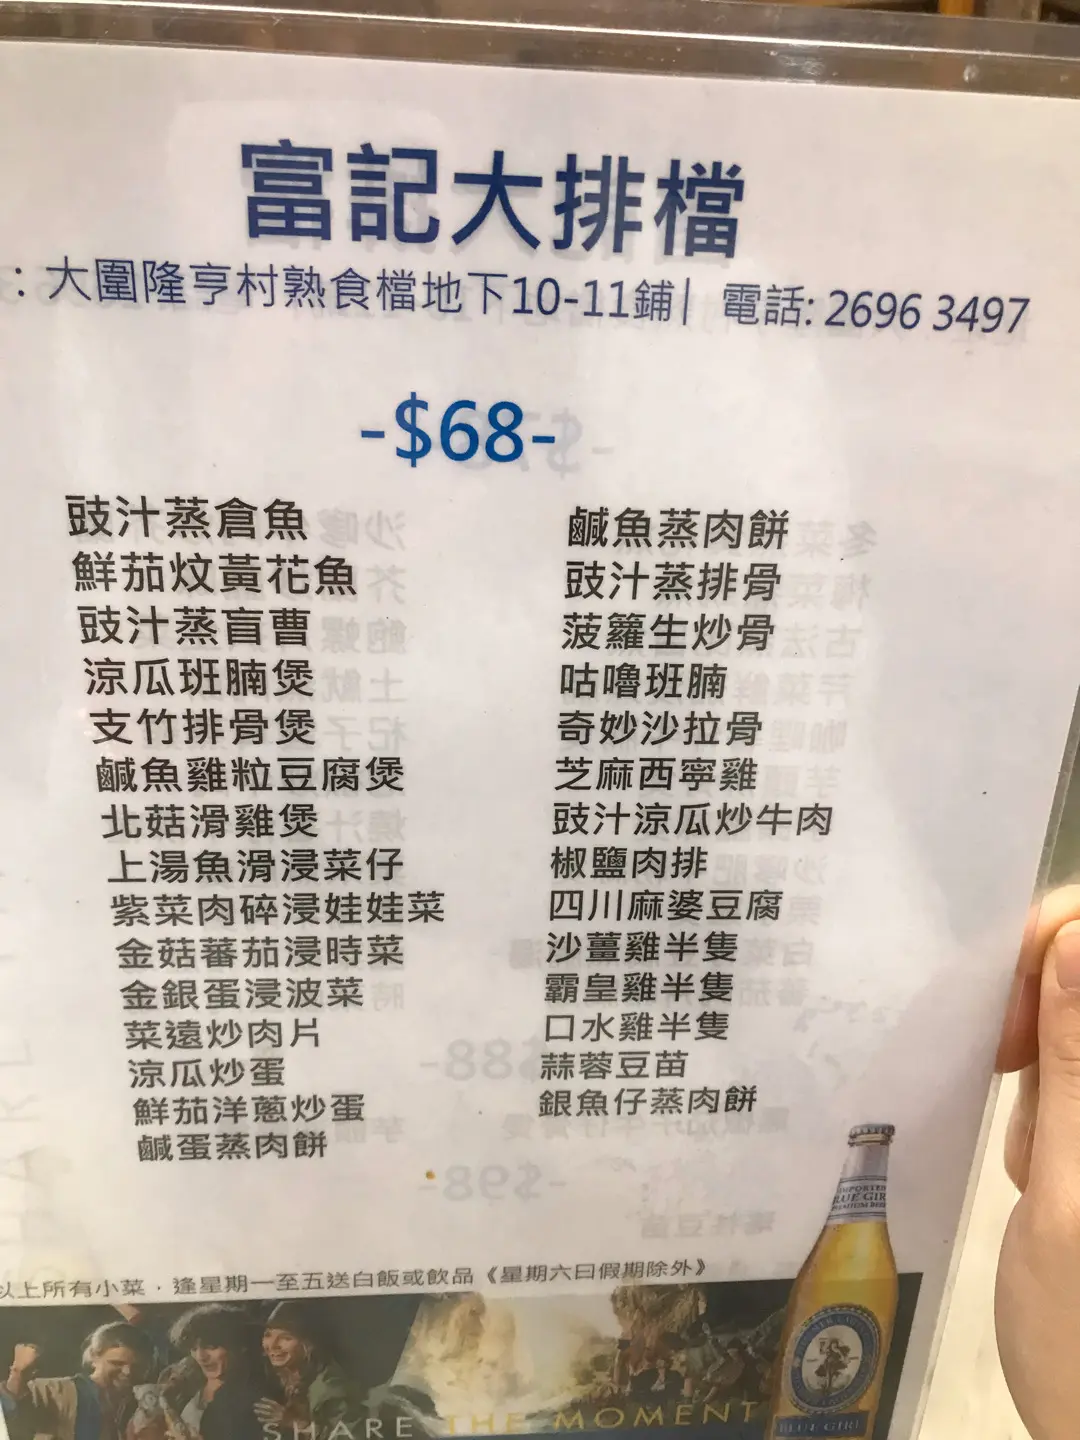 富記大排檔
：大圍隆亨村熟食檔地下10-11鋪| 電話: 2696 3497
-$68-
豉汁蒸倉魚
鮮茄炆黃花魚
豉汁蒸盲曹
涼瓜班腩煲
支竹排骨煲
鹹魚雞粒豆腐煲
北菇滑雞煲
上湯魚滑浸菜仔
紫菜肉碎浸娃娃菜
金菇蕃茄浸時菜
金銀蛋浸波菜
菜遠炒肉片
涼瓜炒蛋
鮮茄洋蔥炒蛋
鹹蛋蒸肉餅
鹹魚蒸肉餅
豉汁蒸排骨
菠蘿生炒骨
咕嚕班腩
奇妙沙拉骨
芝麻西寧雞
豉汁涼瓜炒牛肉
椒鹽肉排
四川麻婆豆腐
沙薑雞半隻
霸皇雞半隻
口水雞半隻
蒜蓉豆苗
銀魚仔蒸肉餅
以上所有小菜，逢星期一至五送白飯或飲品《星期六日假期除外》
IMPORTED
BLUE GIRL
PREMIUM BEER
SHARE THE MOMENT
BLUE GIRL